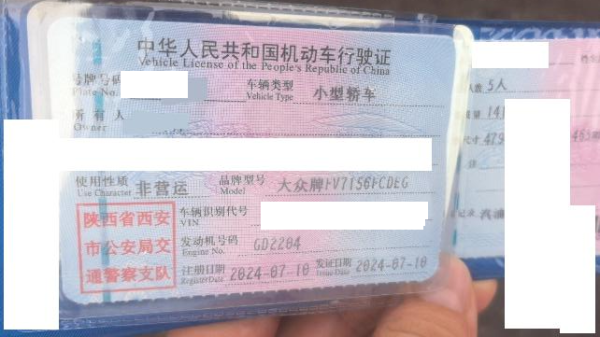 中华人民共和国机动车行驶证
Vehicle License of the People's Republic of China
号牌号码
Plate No.
车辆类型 小型轿车
Vehicle Type
所有人
Owner
使用性质 非营运
Use Character
品牌型号 大众牌FV7156FCDEG
Model
陕西省西安
市公安局交
通警察支队
车辆识别代号
VIN
发动机号码 GD2204
Engine No.
注册日期 2024-07-10
Register Date
发证日期 2024-07-10
Issue Date
人数 5人